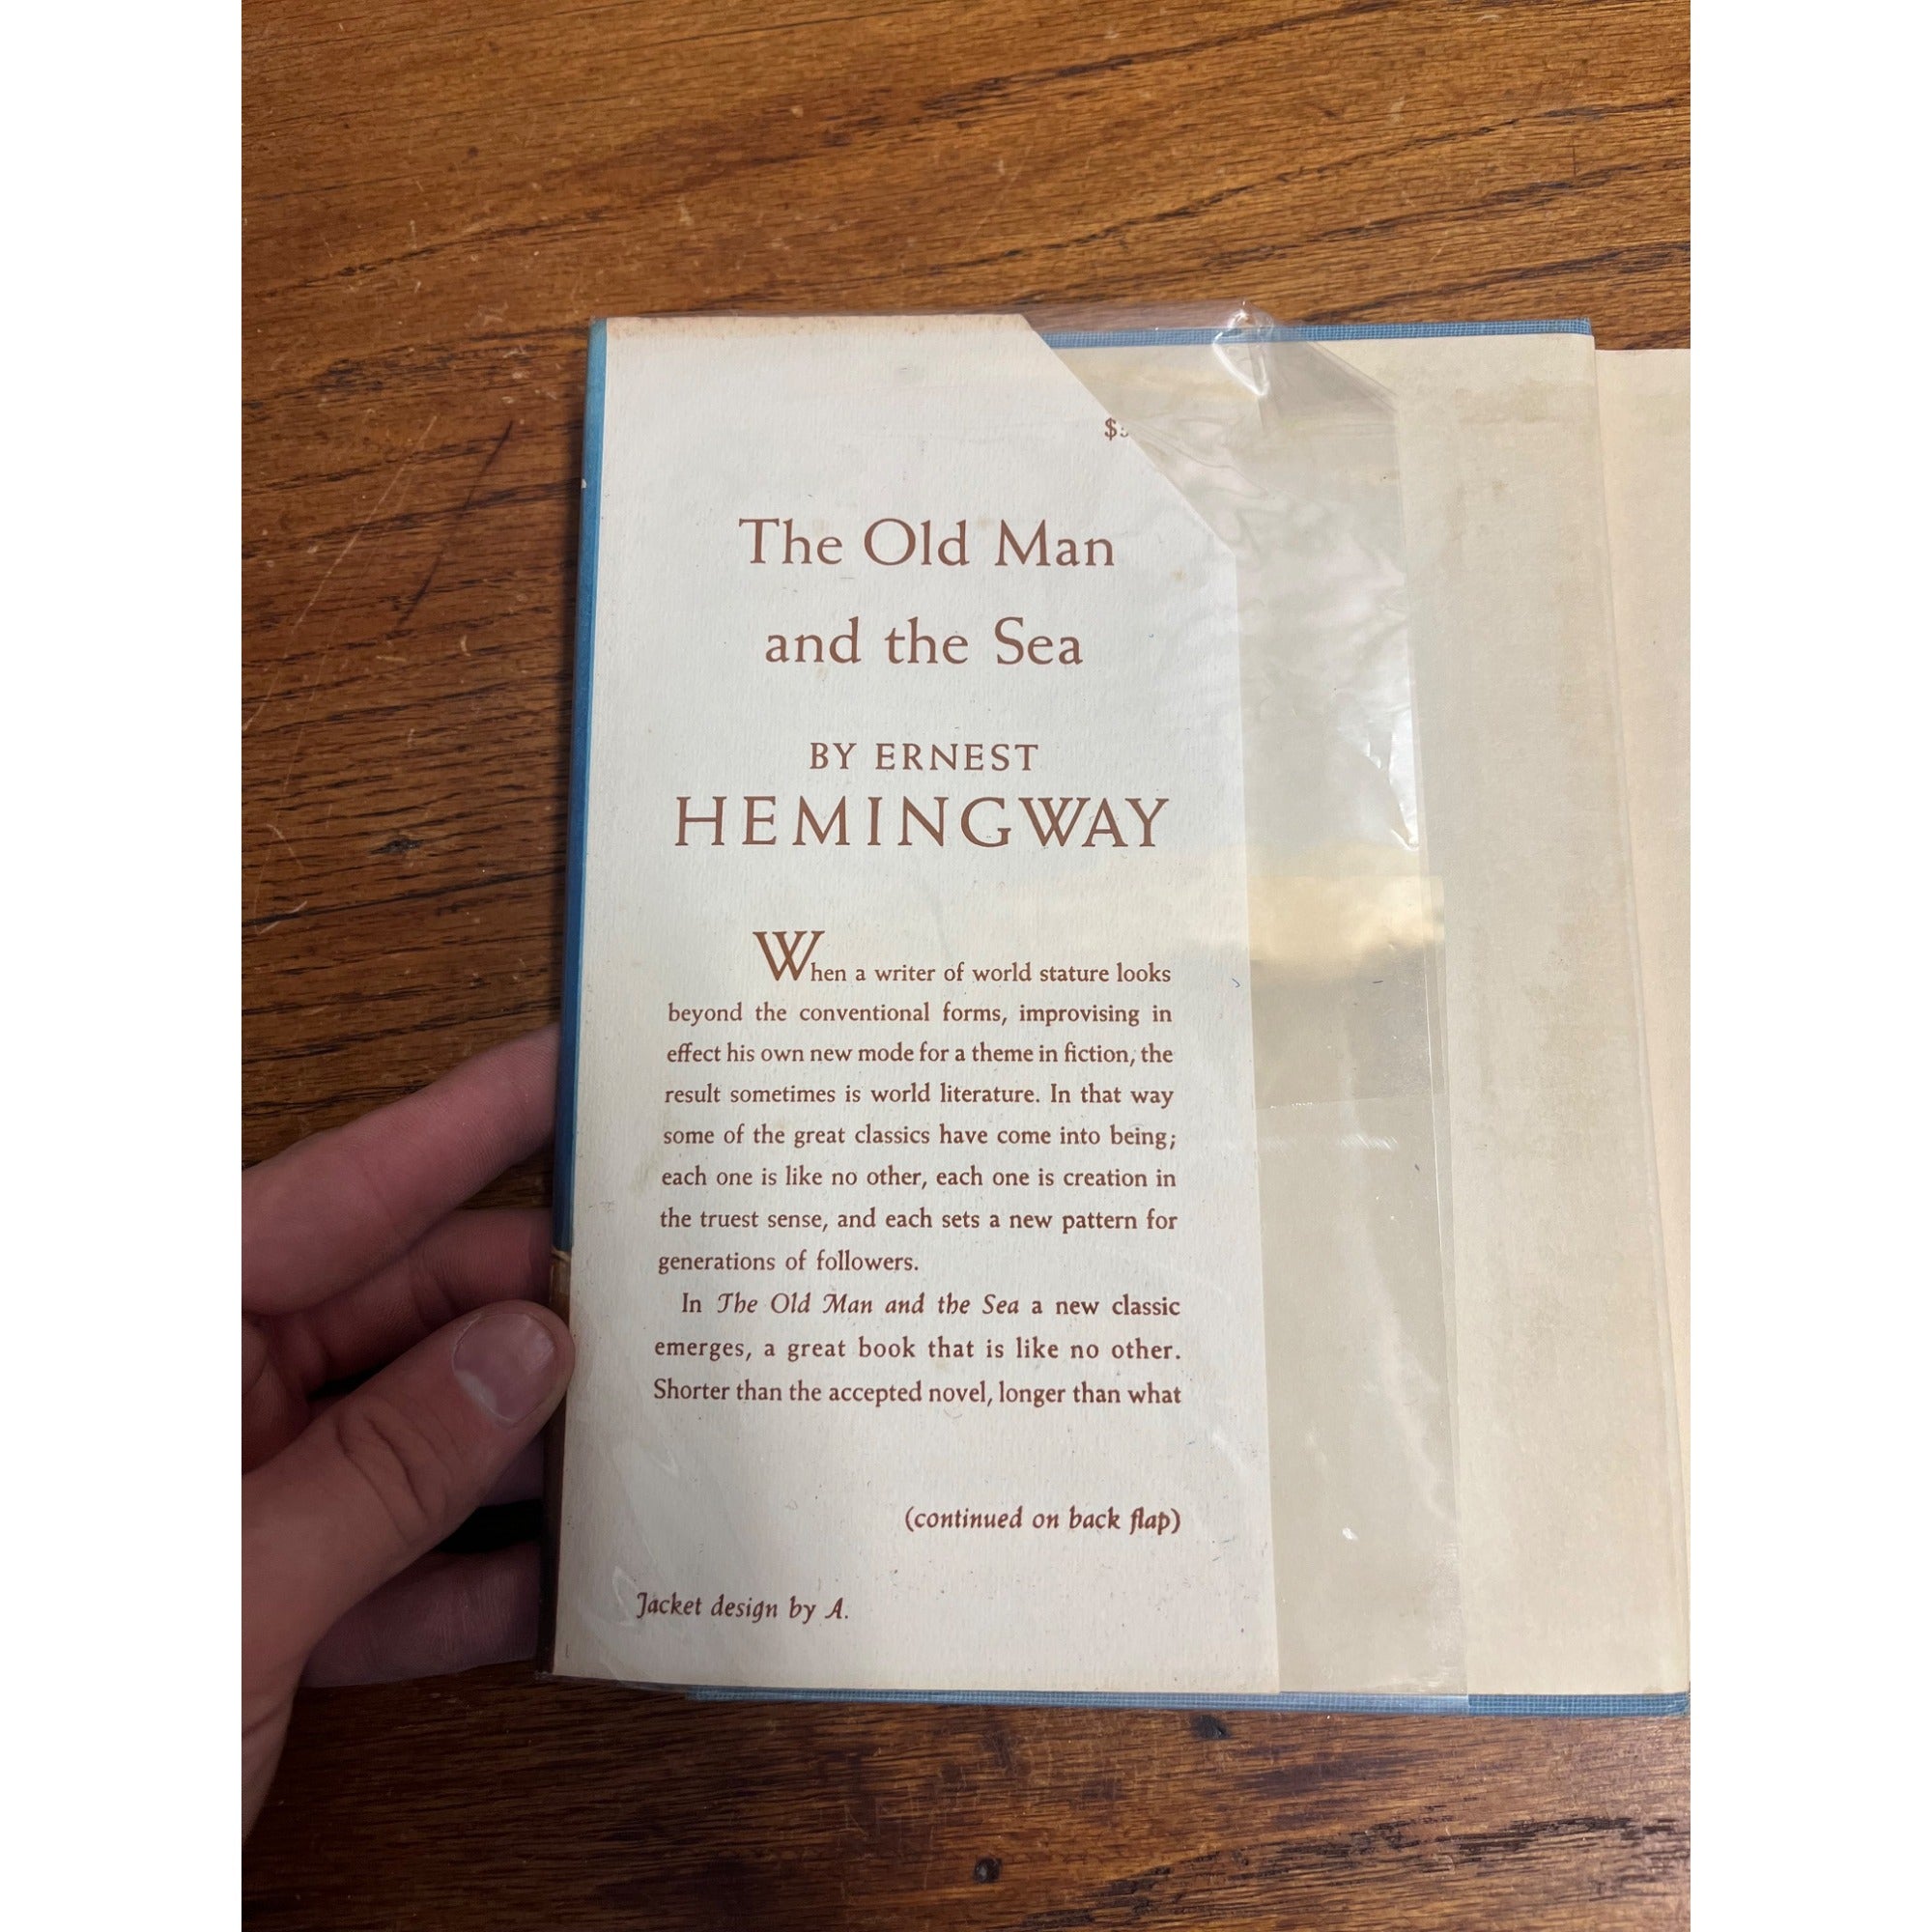 The Old Man
and the Sea
BY ERNEST
HEMINGWAY
When a writer of world stature looks
beyond the conventional forms, improvising in
effect his own new mode for a theme in fiction, the
result sometimes is world literature. In that way
some of the great classics have come into being;
each one is like no other, each one is creation in
the truest sense, and each sets a new pattern for
generations of followers.
In The Old Man and the Sea a new classic
emerges, a great book that is like no other.
Shorter than the accepted novel, longer than what
(continued on back flap)
Jacket design by A.